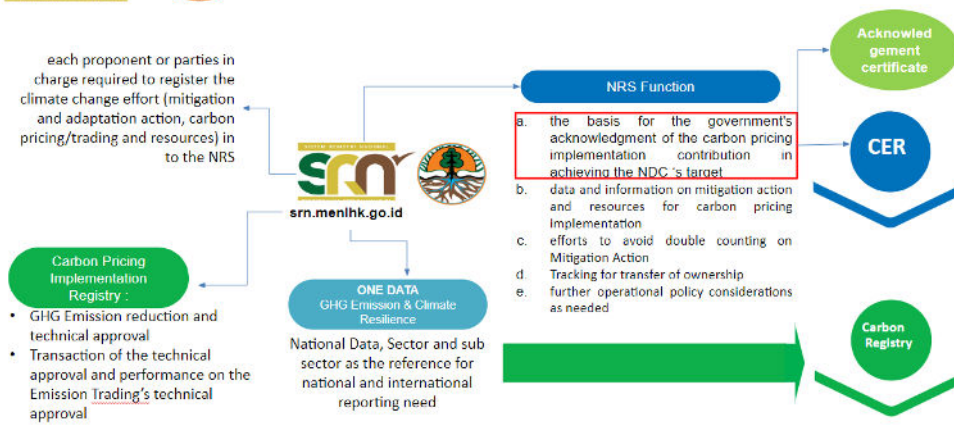 each proponent or parties in
charge required to register the
climate change effort (mitigation
and adaptation action, carbon
pricing/trading and resources) in
to the NRS
SRN
srn.menlhk.go.id
NRS Function
a. the basis for the government's
acknowledgment of the carbon pricing
implementation contribution in
achieving the NDC 's target
b. data and information on mitigation action
and resources for carbon pricing
implementation
c. efforts to avoid double counting on
Mitigation Action
d. Tracking for transfer of ownership
e. further operational policy considerations
as needed
Acknowled
gement
certificate
CER
Carbon Pricing
Implementation
Registry :
• GHG Emission reduction and
technical approval
• Transaction of the technical
approval and performance on the
Emission Trading's technical
approval
ONE DATA
GHG Emission & Climate
Resilience
National Data, Sector and sub
sector as the reference for
national and international
reporting need
Carbon
Registry